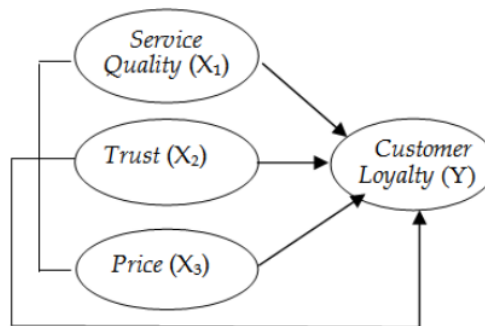 Service
Quality (X₁)
Trust (X₂)
Customer
Loyalty (Y)
Price (X₃)